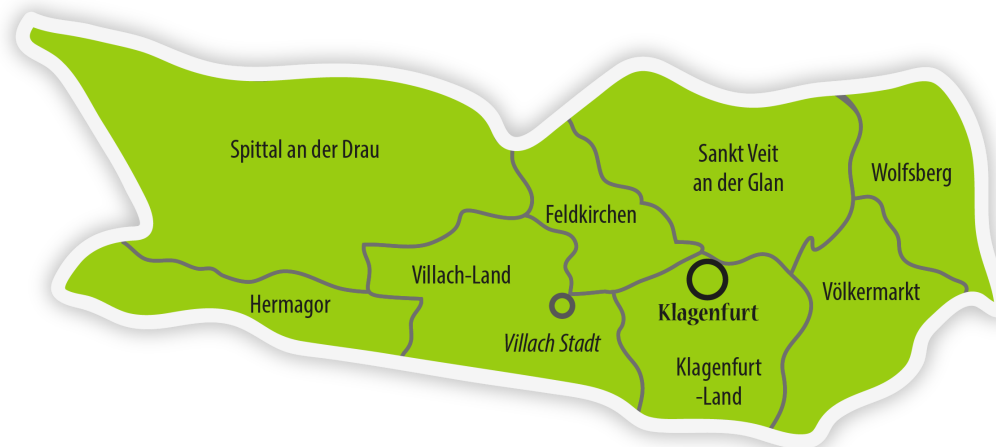 Spittal an der Drau
Sankt Veit
an der Glan
Wolfsberg
Feldkirchen
Villach-Land
Hermagor
Völkermarkt
Klagenfurt
Villach Stadt
Klagenfurt
-Land